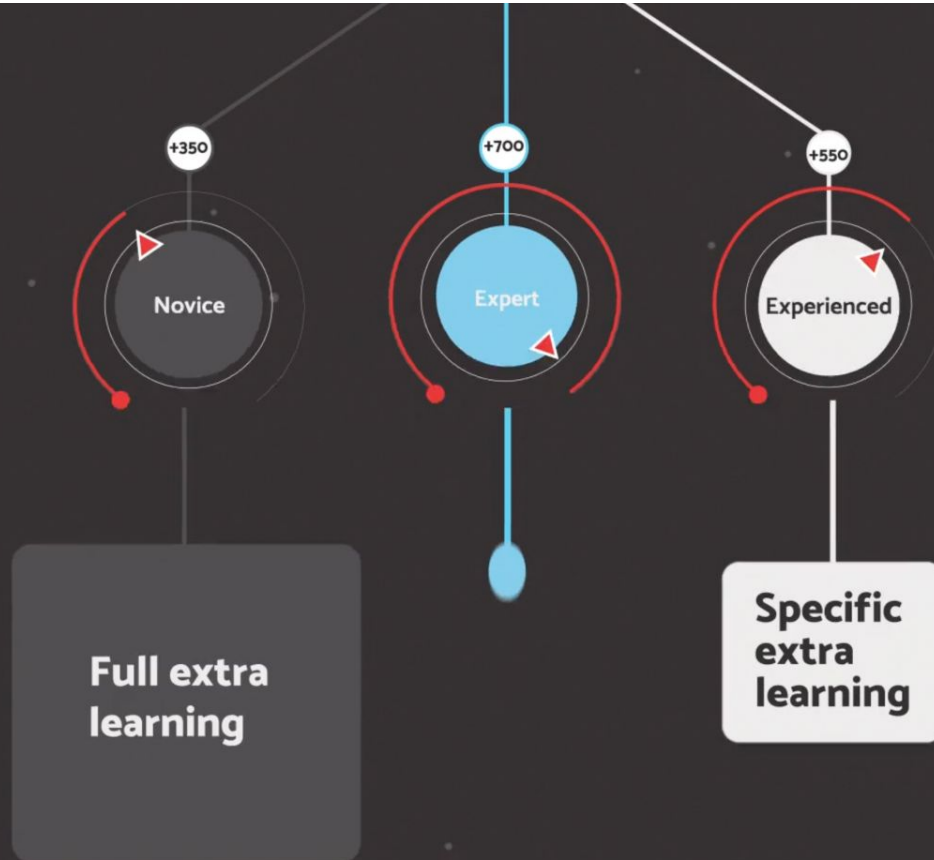 +350
+700
+550
Novice
Expert
Experienced
Full extra
learning
Specific
extra
learning